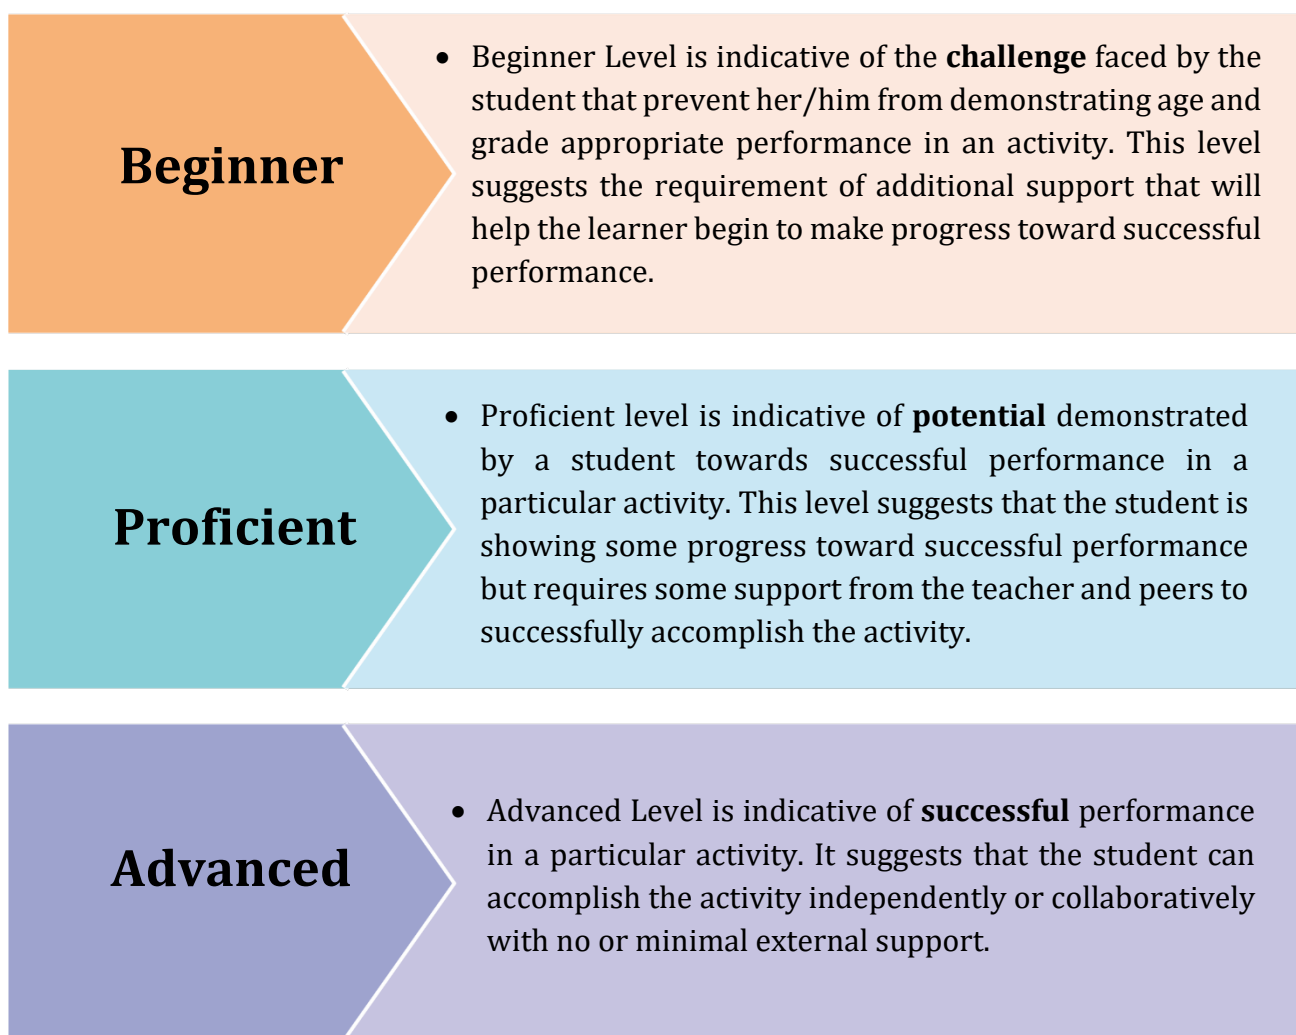 Beginner
• Beginner Level is indicative of the challenge faced by the
student that prevent her/him from demonstrating age and
grade appropriate performance in an activity. This level
suggests the requirement of additional support that will
help the learner begin to make progress toward successful
performance.
Proficient
• Proficient level is indicative of potential demonstrated
by a student towards successful performance in a
particular activity. This level suggests that the student is
showing some progress toward successful performance
but requires some support from the teacher and peers to
successfully accomplish the activity.
Advanced
• Advanced Level is indicative of successful performance
in a particular activity. It suggests that the student can
accomplish the activity independently or collaboratively
with no or minimal external support.